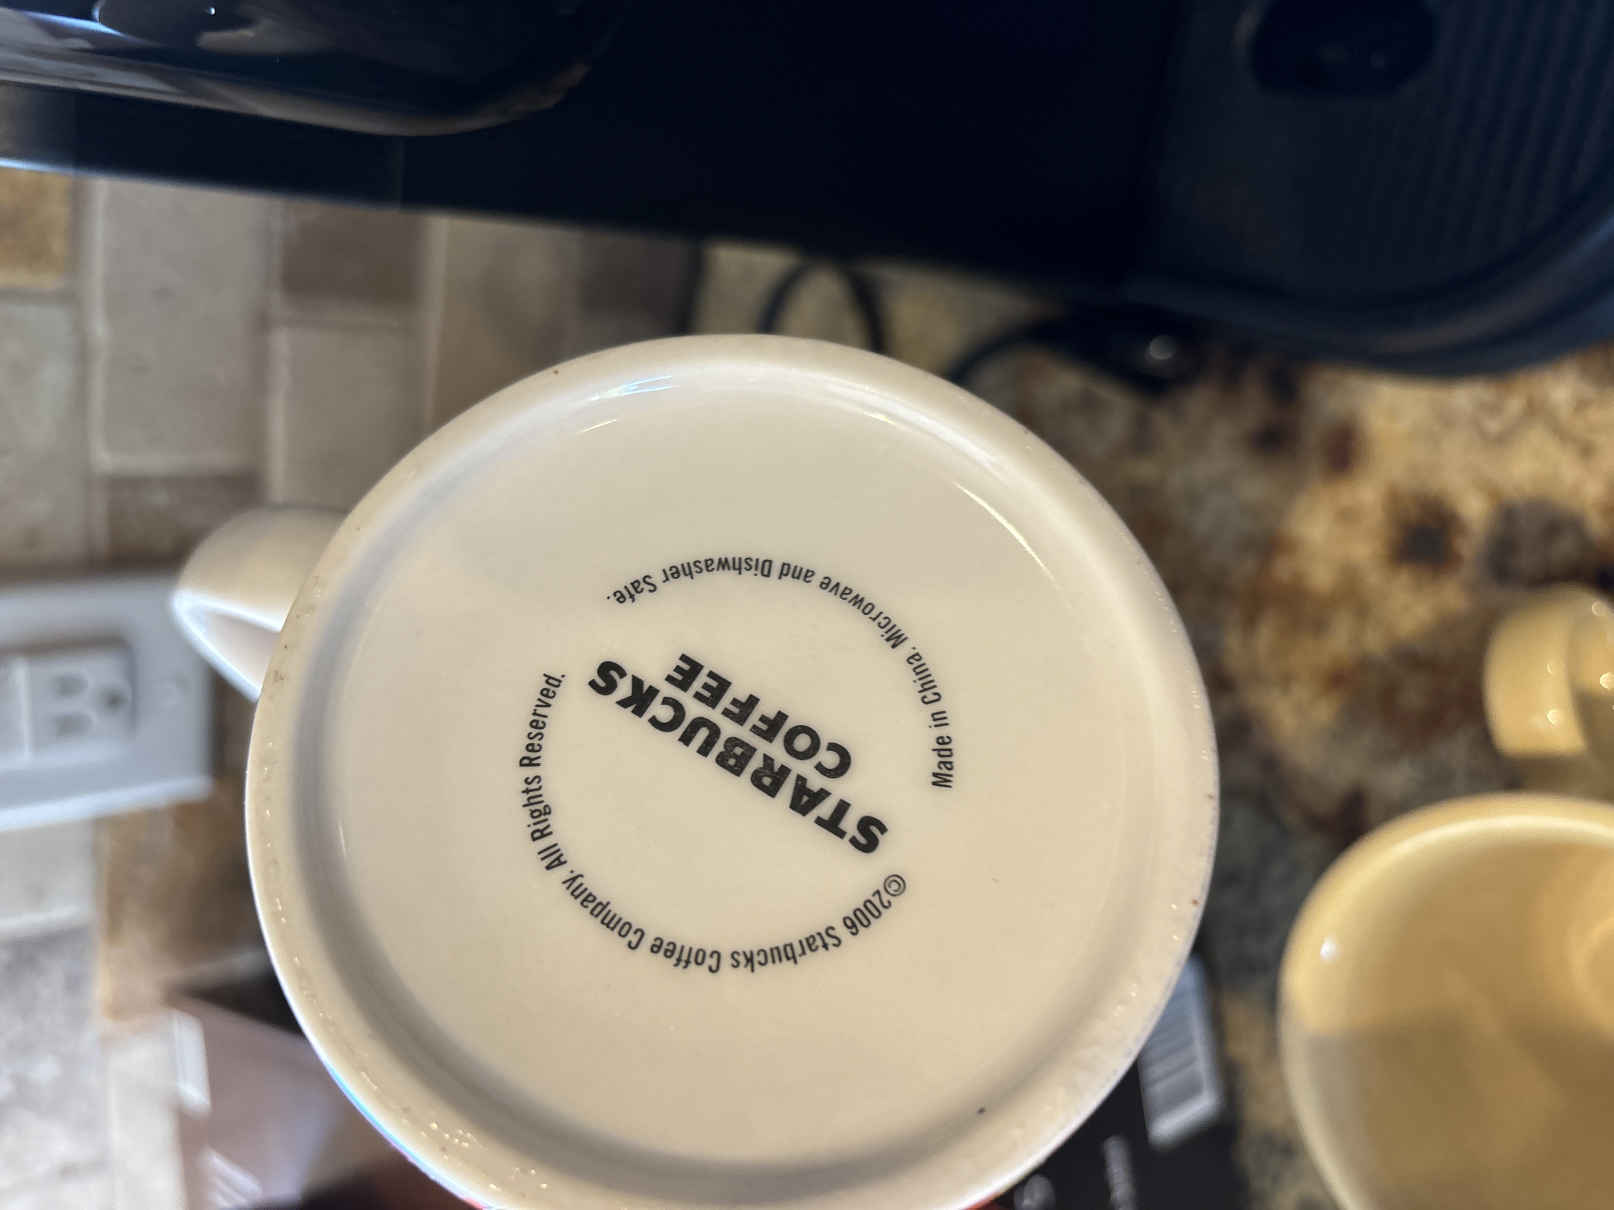 Made in China. Microwave and Dishwasher Safe.
STARBUCKS
COFFEE
©2006 Starbucks Coffee Company. All Rights Reserved.